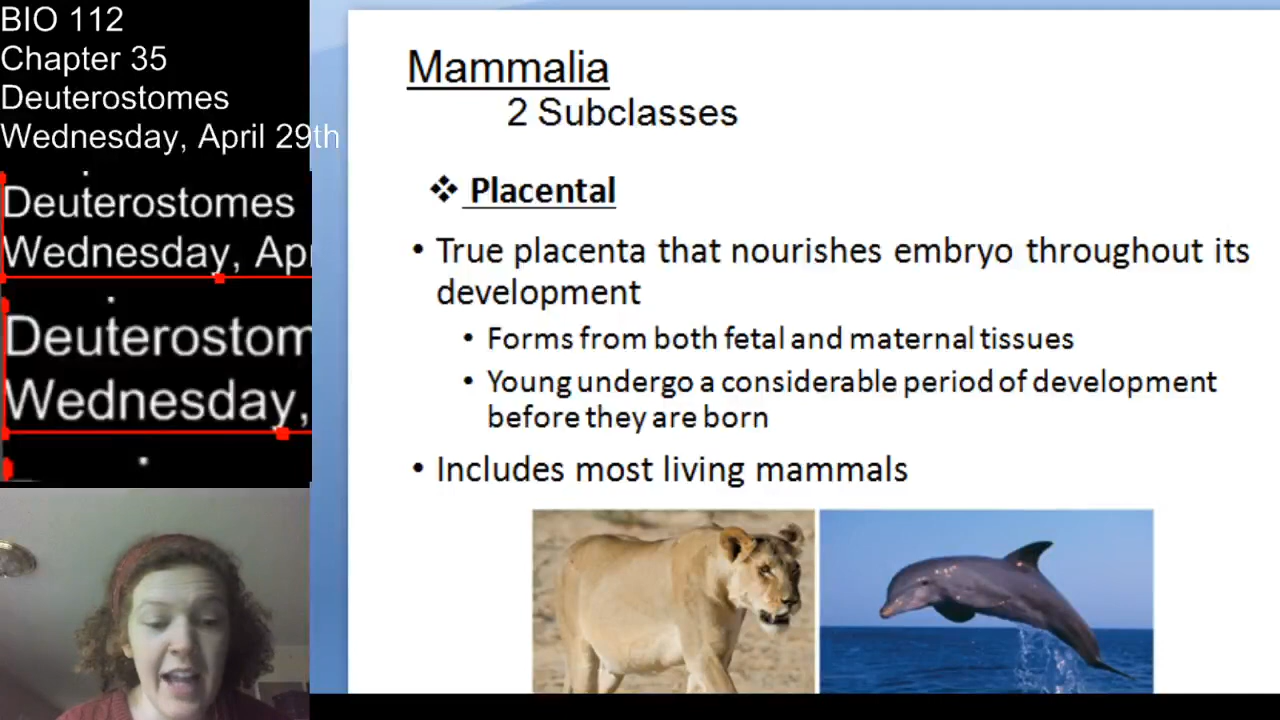 BIO 112
Chapter 35
Deuterostomes
Wednesday, April 29th
Deuterostomes
Wednesday, Apr
Deuterostom
Wednesday,
Mammalia
2 Subclasses
❖ Placental
• True placenta that nourishes embryo throughout its
development
• Forms from both fetal and maternal tissues
• Young undergo a considerable period of development
before they are born
• Includes most living mammals